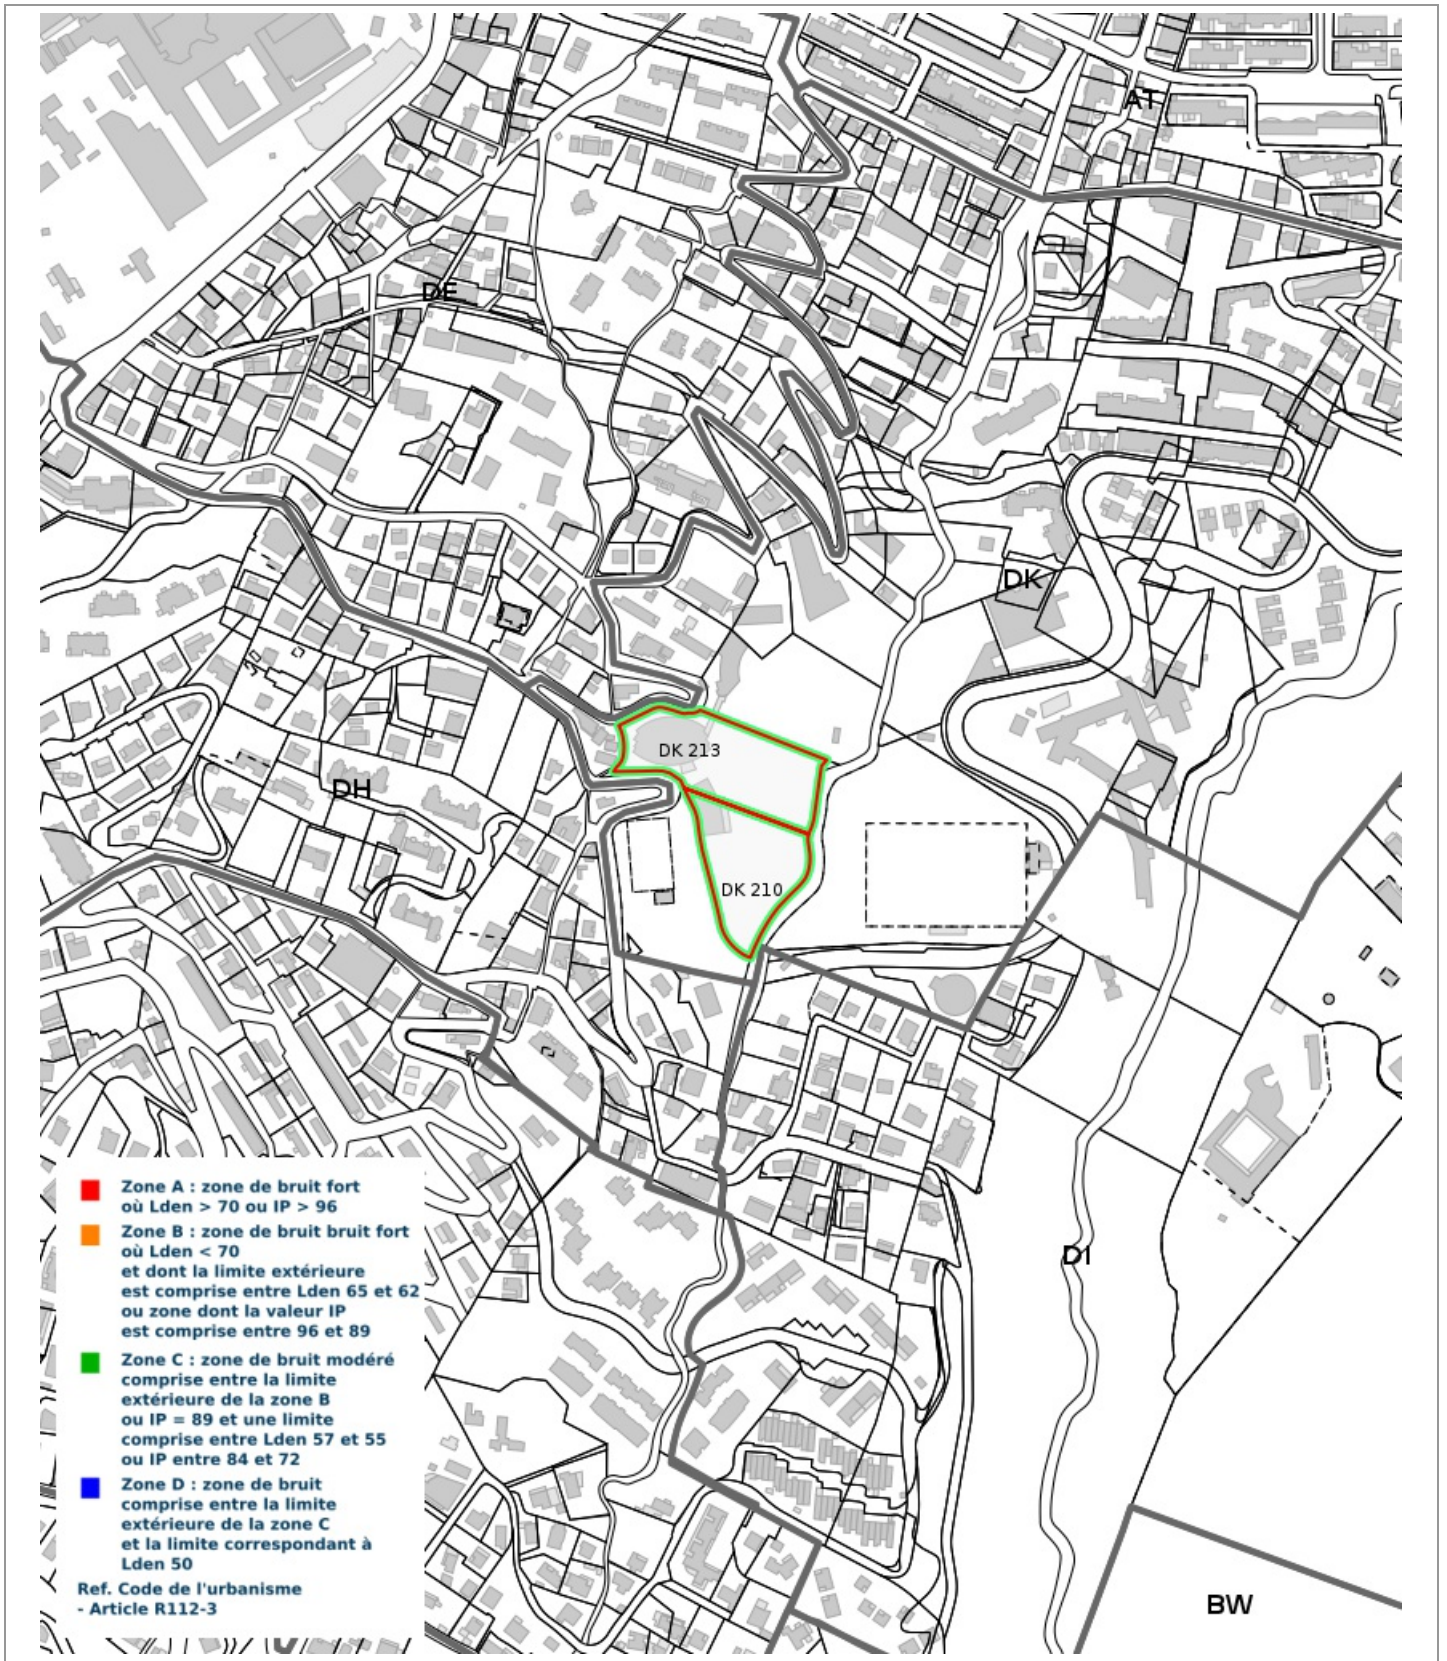 AT
DE
DK
DK 213
DH
DK 210
Zone A : zone de bruit fort
où Lden > 70 ou IP > 96
Zone B : zone de bruit bruit fort
où Lden < 70
et dont la limite extérieure
est comprise entre Lden 65 et 62
ou zone dont la valeur IP
est comprise entre 96 et 89
Zone C : zone de bruit modéré
comprise entre la limite
extérieure de la zone B
ou IP = 89 et une limite
comprise entre Lden 57 et 55
ou IP entre 84 et 72
Zone D : zone de bruit
comprise entre la limite
extérieure de la zone C
et la limite correspondant à
Lden 50
Ref. Code de l'urbanisme
- Article R112-3
DI
BW